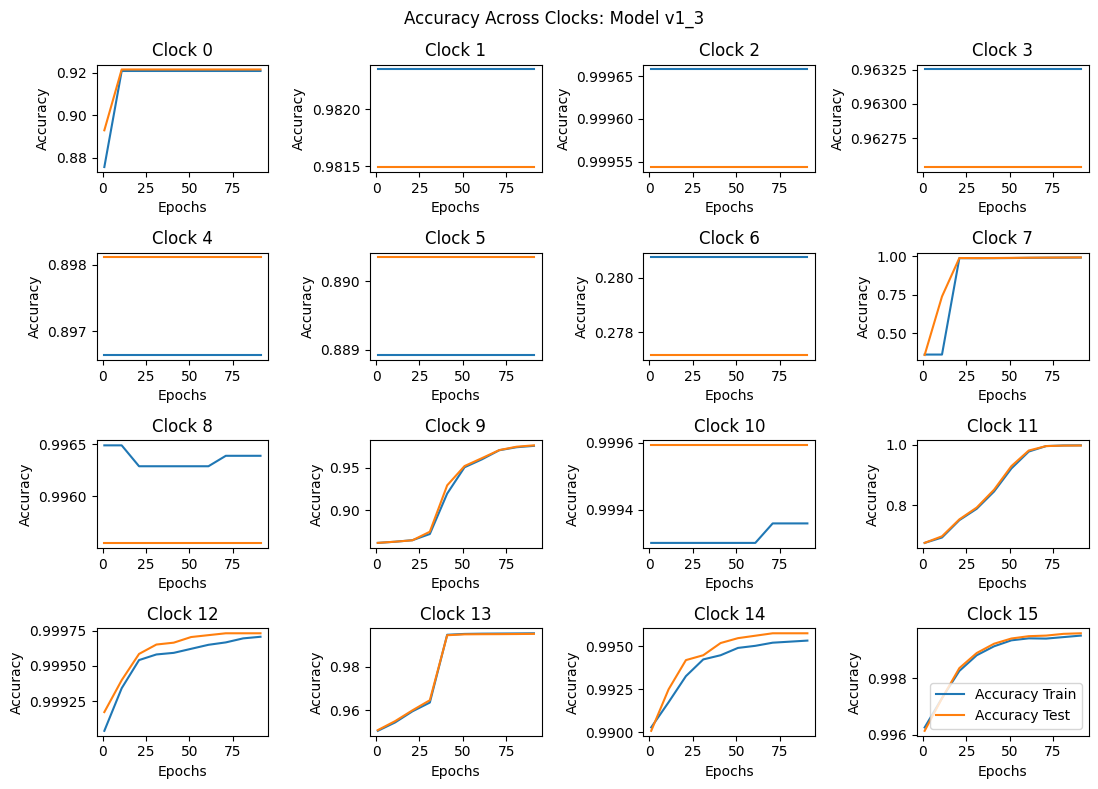 Accuracy Across Clocks: Model v1_3
Clock 0
Accuracy
0.92
0.90
0.88
0 25 50 75
Epochs
Clock 1
Accuracy
0.9820
0.9815
0 25 50 75
Epochs
Clock 2
Accuracy
0.99965
0.99960
0.99955
0 25 50 75
Epochs
Clock 3
Accuracy
0.96325
0.96300
0.96275
0 25 50 75
Epochs
Clock 4
Accuracy
0.898
0.897
0 25 50 75
Epochs
Clock 5
Accuracy
0.890
0.889
0 25 50 75
Epochs
Clock 6
Accuracy
0.280
0.278
0 25 50 75
Epochs
Clock 7
Accuracy
1.00
0.75
0.50
0 25 50 75
Epochs
Clock 8
Accuracy
0.9965
0.9960
0 25 50 75
Epochs
Clock 9
Accuracy
0.95
0.90
0 25 50 75
Epochs
Clock 10
Accuracy
0.9996
0.9994
0 25 50 75
Epochs
Clock 11
Accuracy
1.0
0.8
0 25 50 75
Epochs
Clock 12
Accuracy
0.99975
0.99950
0.99925
0 25 50 75
Epochs
Clock 13
Accuracy
0.98
0.96
0 25 50 75
Epochs
Clock 14
Accuracy
0.9950
0.9925
0.9900
0 25 50 75
Epochs
Clock 15
Accuracy
0.998
0.996
Accuracy Train
Accuracy Test
0 25 50 75
Epochs